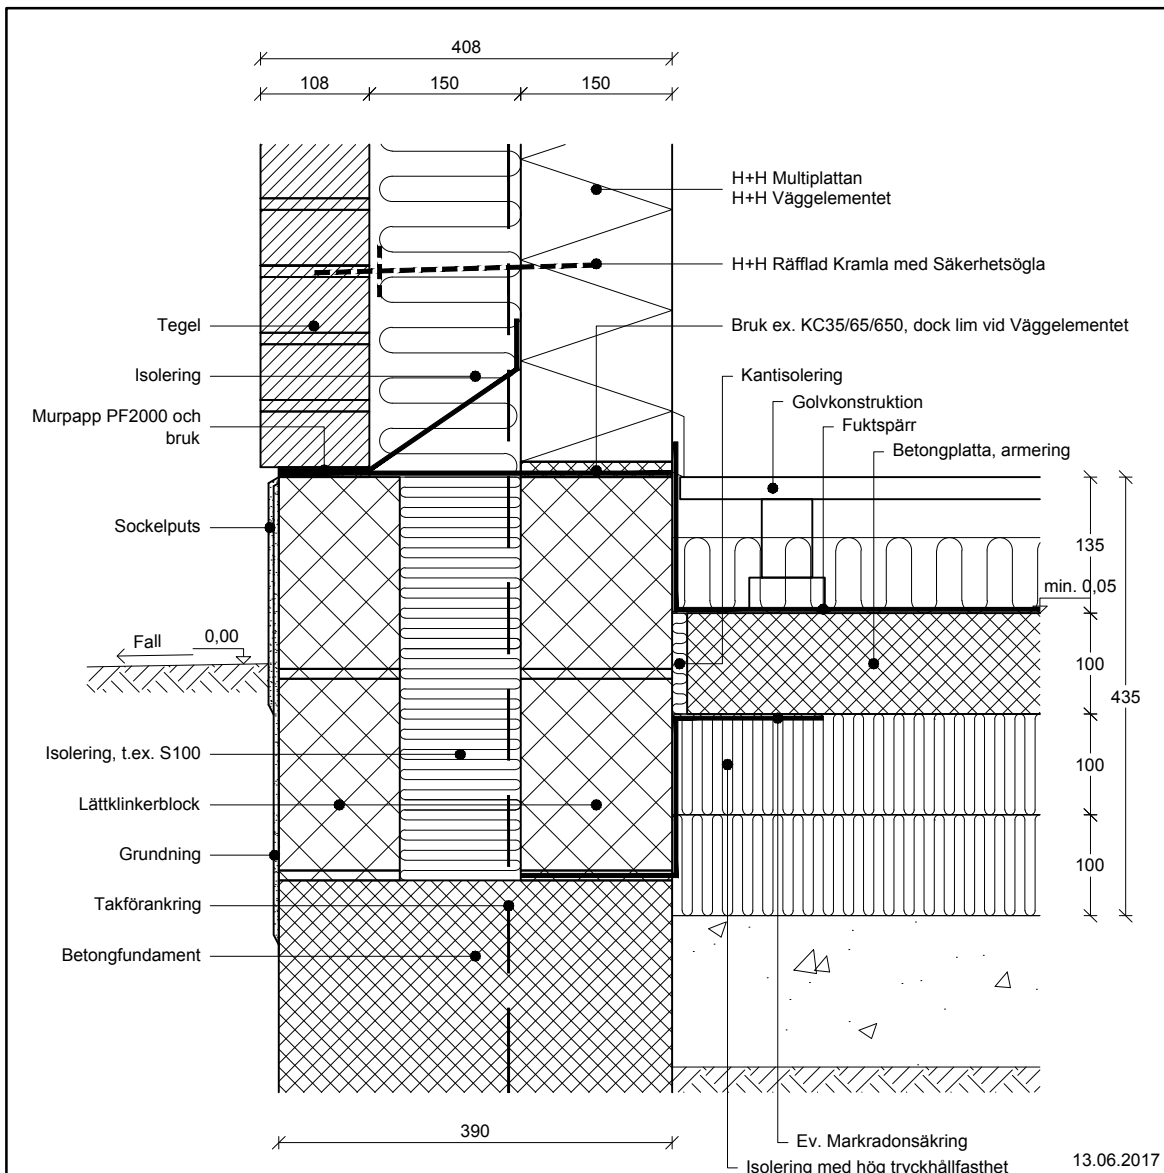 408
108
150
150
H+H Multiplattan
H+H Väggelementet
H+H Räfflad Kramla med Säkerhetsögla
Tegel
Bruk ex. KC35/65/650, dock lim vid Väggelementet
Isolering
Kantisolering
Golvkonstruktion
Murpapp PF2000 och
bruk
Fuktspärr
Betongplatta, armering
Sockelputs
135
min. 0,05
Fall
0,00
100
435
Isolering, t.ex. S100
100
Lättklinkerblock
Grundning
100
Takförankring
Betongfundament
390
Ev. Markradonsäkring
Isolering med hög tryckhållfasthet
13.06.2017